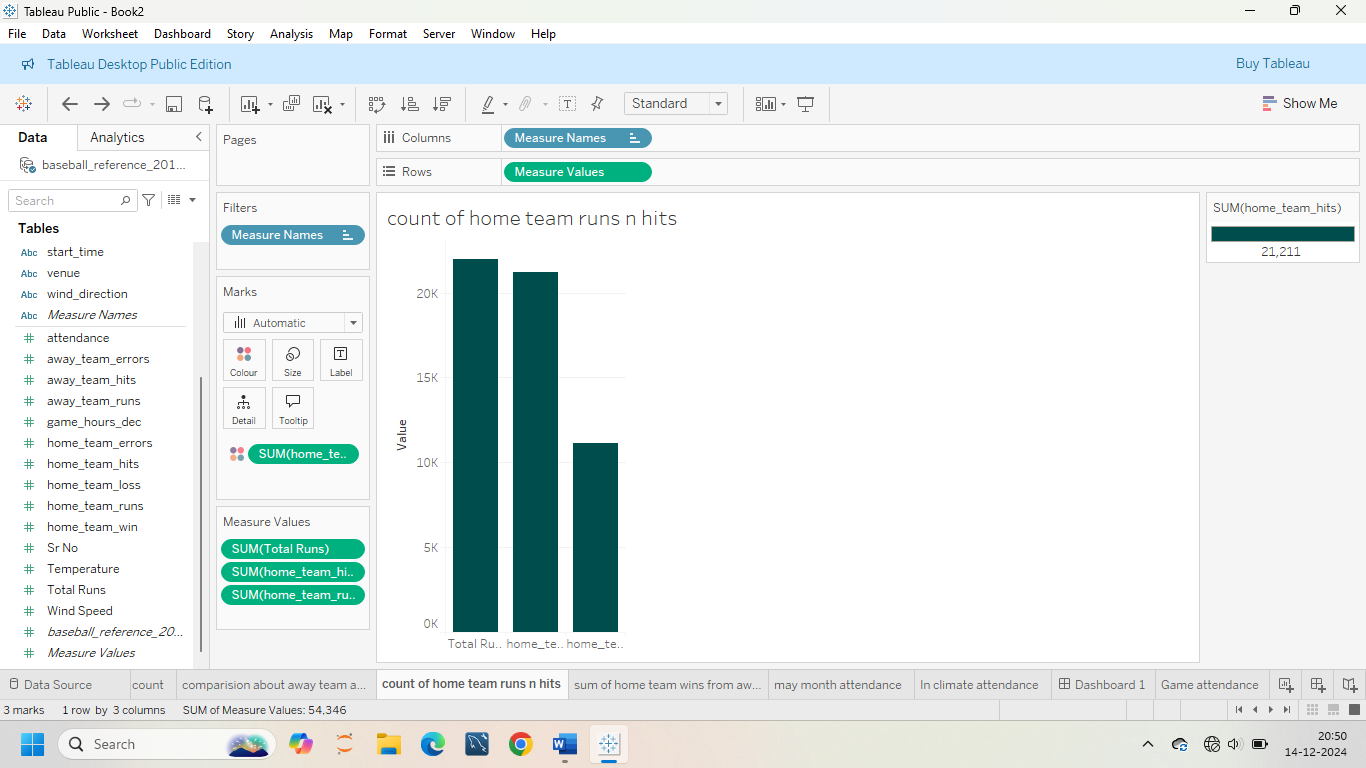 Tableau Public - Book2
File Data Worksheet Dashboard Story Analysis Map Format Server Window Help
Tableau Desktop Public Edition
Buy Tableau
Standard
Show Me
Data Analytics
baseball_reference_201...
Search
Tables
Abc start_time
Abc venue
Abc wind_direction
Abc Measure Names
# attendance
# away_team_errors
# away_team_hits
# away_team_runs
# game_hours_dec
# home_team_errors
# home_team_hits
# home_team_loss
# home_team_runs
# home_team_win
# Sr No
# Temperature
# Total Runs
# Wind Speed
# baseball_reference_20...
# Measure Values
Pages
Filters
Measure Names
Marks
Automatic
Colour Size Label
Detail Tooltip
SUM(home_te..
Measure Values
SUM(Total Runs)
SUM(home_team_hi..
SUM(home_team_ru..
Columns Measure Names
Rows Measure Values
count of home team runs n hits
Value
20K
15K
10K
5K
0K
Total Ru.. home_te.. home_te..
SUM(home_team_hits)
21,211
Data Source count comparision about away team a... count of home team runs n hits sum of home team wins from aw... may month attendance In climate attendance Dashboard 1 Game attendance
3 marks 1 row by 3 columns SUM of Measure Values: 54,346
Search
20:50
14-12-2024